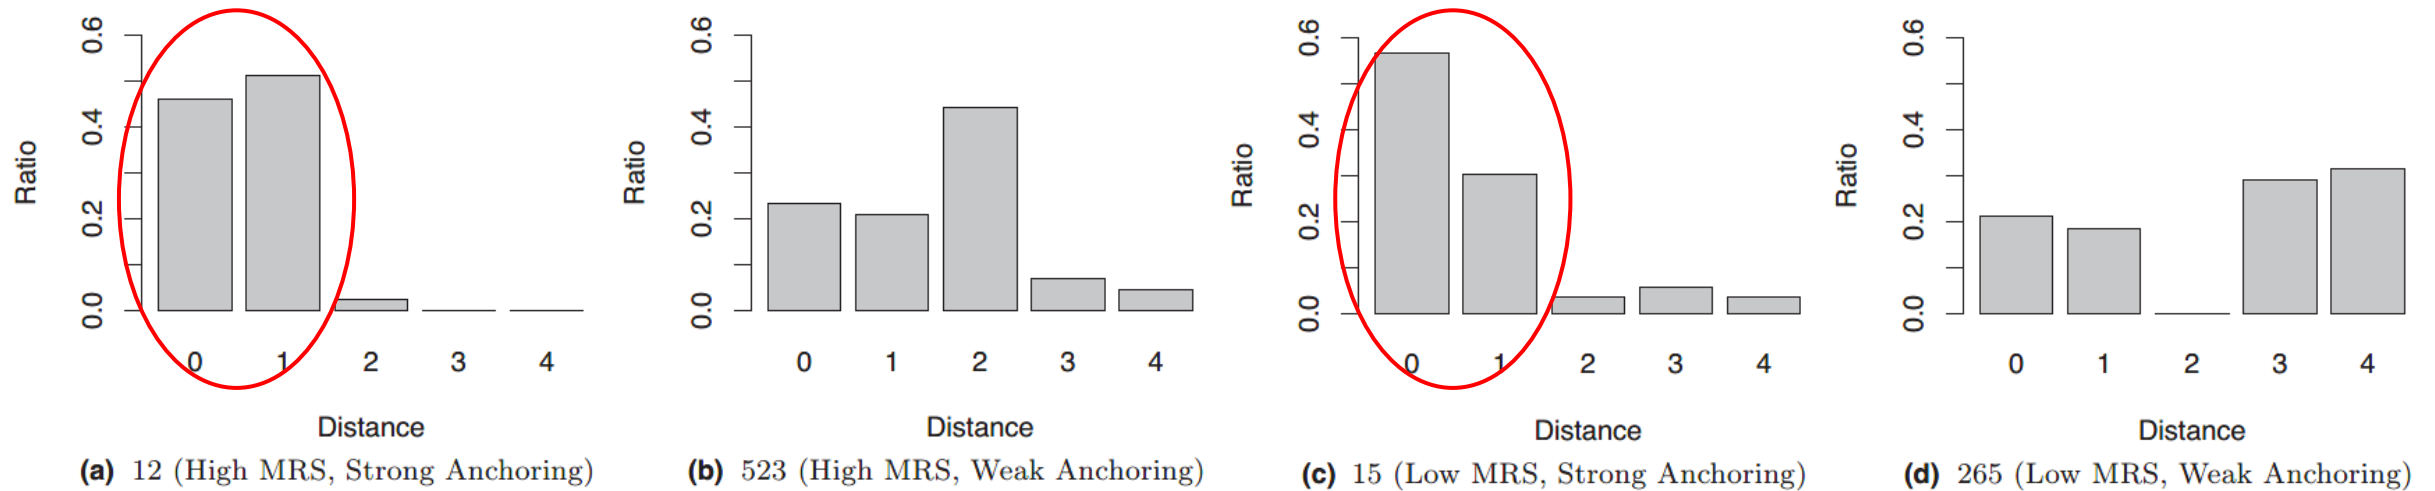 Ratio
0.6
0.4
0.2
0.0
0 1 2 3 4
Distance
(a) 12 (High MRS, Strong Anchoring)
Ratio
0.6
0.4
0.2
0.0
0 1 2 3 4
Distance
(b) 523 (High MRS, Weak Anchoring)
Ratio
0.6
0.4
0.2
0.0
0 1 2 3 4
Distance
(c) 15 (Low MRS, Strong Anchoring)
Ratio
0.6
0.4
0.2
0.0
0 1 2 3 4
Distance
(d) 265 (Low MRS, Weak Anchoring)